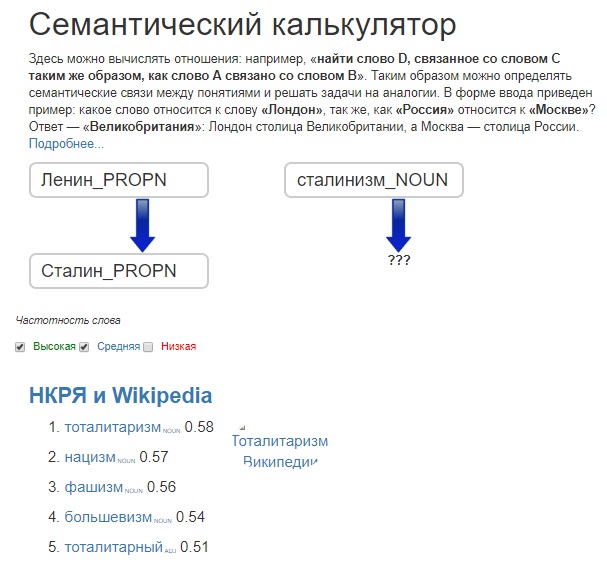 Семантический калькулятор
Здесь можно вычислять отношения: например, «найти слово D, связанное со словом C
таким же образом, как слово A связано со словом B». Таким образом можно определять
семантические связи между понятиями и решать задачи на аналогии. В форме ввода приведен
пример: какое слово относится к слову «Лондон», так же, как «Россия» относится к «Москве»?
Ответ — «Великобритания»: Лондон столица Великобритании, а Москва — столица России.
Подробнее...
Ленин_PROPN
сталинизм_NOUN
Сталин_PROPN
???
Частотность слова
Высокая Средняя Низкая
НКРЯ и Wikipedia
1. тоталитаризм NOUN 0.58
2. нацизм NOUN 0.57
3. фашизм NOUN 0.56
4. большевизм NOUN 0.54
5. тоталитарный ADJ 0.51
Тоталитаризм
Википедии